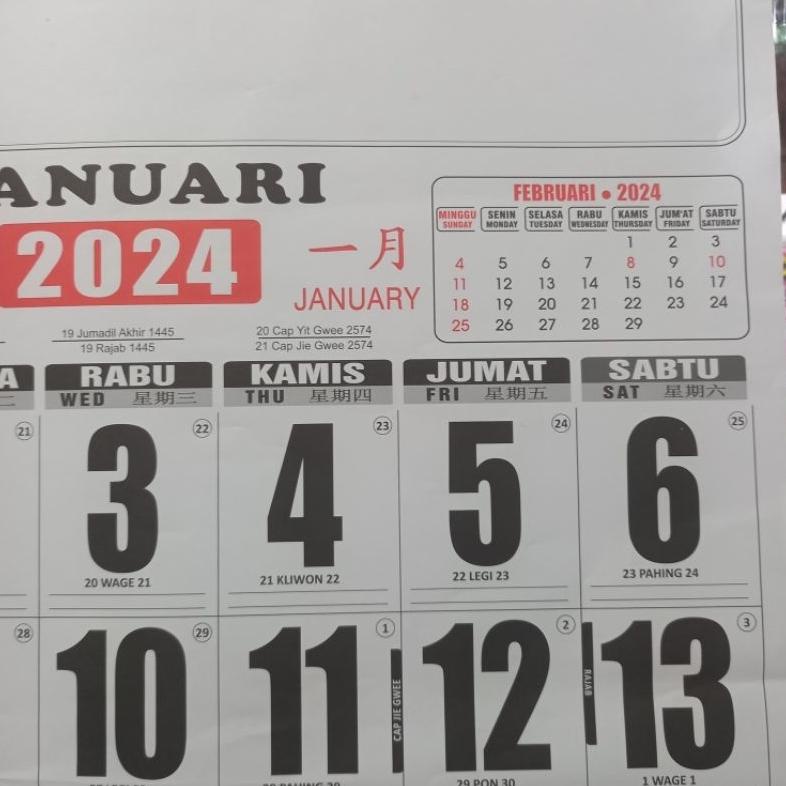 ANUARI
2024
一月
JANUARY
19 Jumadil Akhir 1445
19 Rajab 1445
20 Cap Yit Gwee 2574
21 Cap Jie Gwee 2574
FEBRUARI • 2024
MINGGU SENIN SELASA RABU KAMIS JUM'AT SABTU
SUNDAY MONDAY TUESDAY WEDNESDAY THURSDAY FRIDAY SATURDAY
1 2 3
4 5 6 7 8 9 10
11 12 13 14 15 16 17
18 19 20 21 22 23 24
25 26 27 28 29
A RABU KAMIS JUMAT SABTU
二 WED 星期三 THU 星期四 FRI 星期五 SAT 星期六
21 3 22 4 23 5 24 6 25
20 WAGE 21 21 KLIWON 22 22 LEGI 23 23 PAHING 24
28 10 29 11 1 12 2 13 3
CAP JIE GWEE
RAJAB
29 PON 30 1 WAGE 1